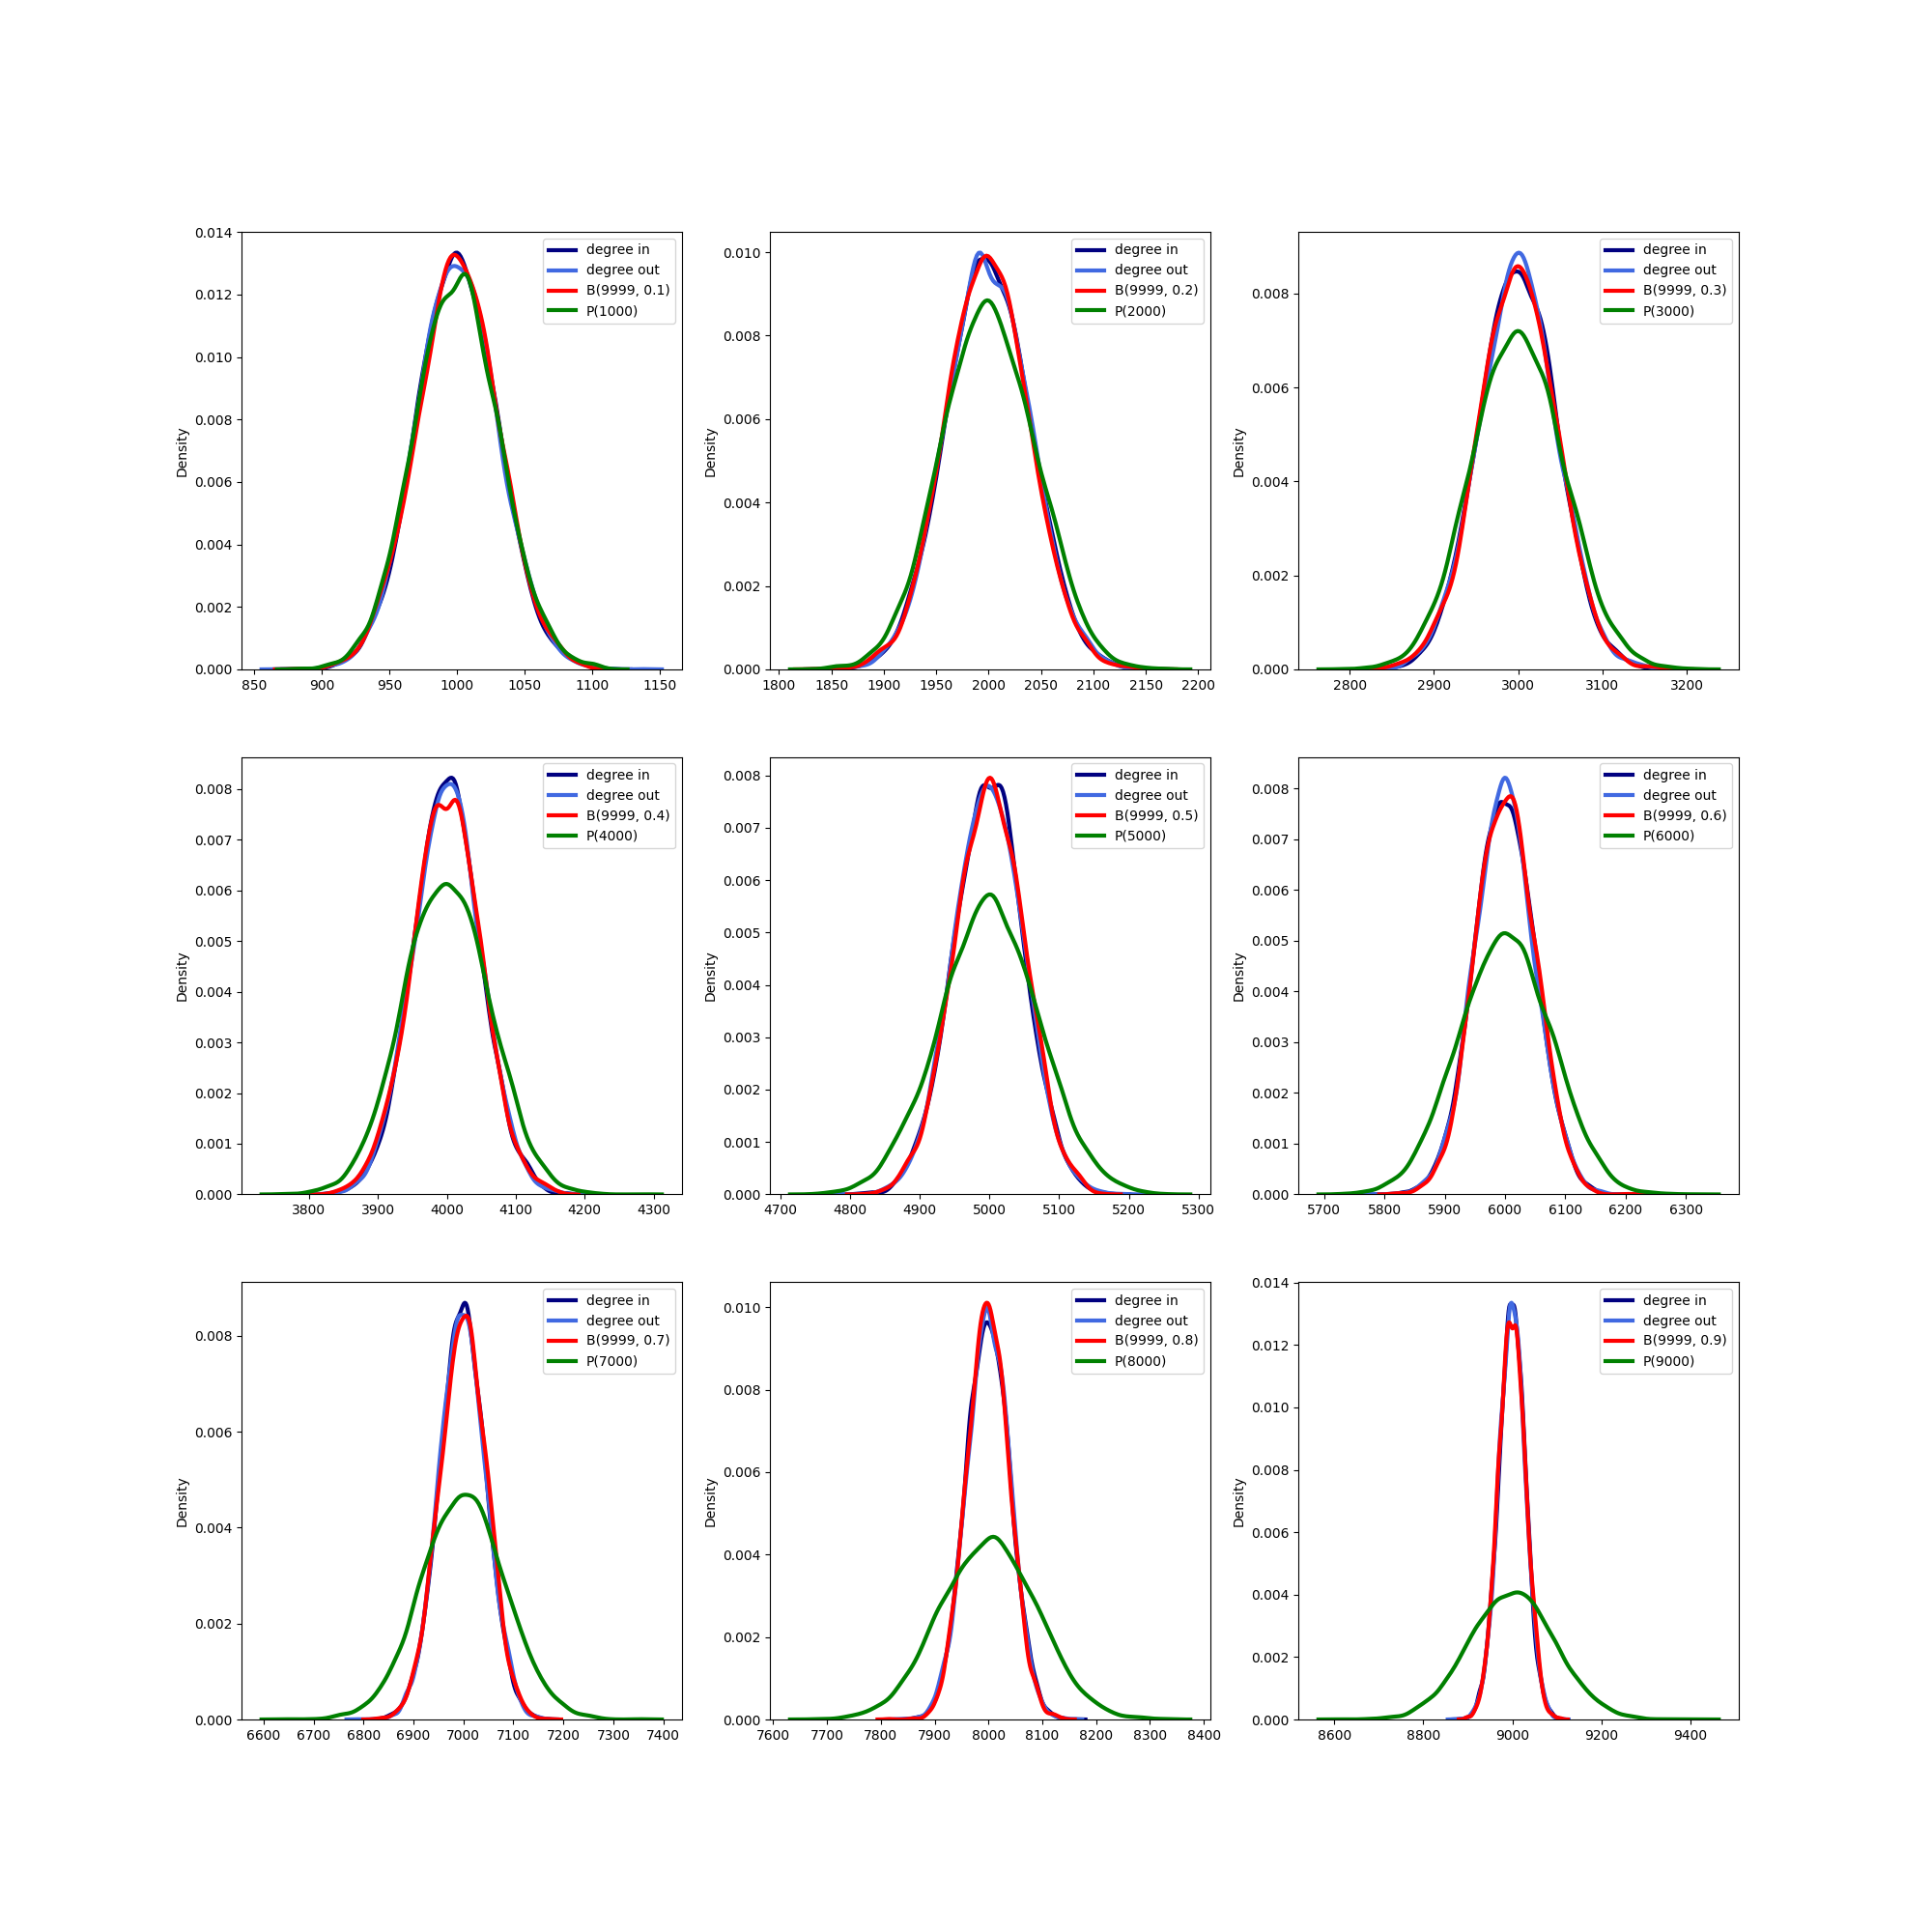 0.014
0.012
0.010
0.008
0.006
0.004
0.002
0.000
Density
850 900 950 1000 1050 1100 1150
degree in
degree out
B(9999, 0.1)
P(1000)
0.010
0.008
0.006
0.004
0.002
0.000
Density
1800 1850 1900 1950 2000 2050 2100 2150 2200
degree in
degree out
B(9999, 0.2)
P(2000)
0.008
0.006
0.004
0.002
0.000
Density
2800 2900 3000 3100 3200
degree in
degree out
B(9999, 0.3)
P(3000)
0.008
0.007
0.006
0.005
0.004
0.003
0.002
0.001
0.000
Density
3800 3900 4000 4100 4200 4300
degree in
degree out
B(9999, 0.4)
P(4000)
0.008
0.007
0.006
0.005
0.004
0.003
0.002
0.001
0.000
Density
4700 4800 4900 5000 5100 5200 5300
degree in
degree out
B(9999, 0.5)
P(5000)
0.008
0.007
0.006
0.005
0.004
0.003
0.002
0.001
0.000
Density
5700 5800 5900 6000 6100 6200 6300
degree in
degree out
B(9999, 0.6)
P(6000)
0.008
0.006
0.004
0.002
0.000
Density
6600 6700 6800 6900 7000 7100 7200 7300 7400
degree in
degree out
B(9999, 0.7)
P(7000)
0.010
0.008
0.006
0.004
0.002
0.000
Density
7600 7700 7800 7900 8000 8100 8200 8300 8400
degree in
degree out
B(9999, 0.8)
P(8000)
0.014
0.012
0.010
0.008
0.006
0.004
0.002
0.000
Density
8600 8800 9000 9200 9400
degree in
degree out
B(9999, 0.9)
P(9000)